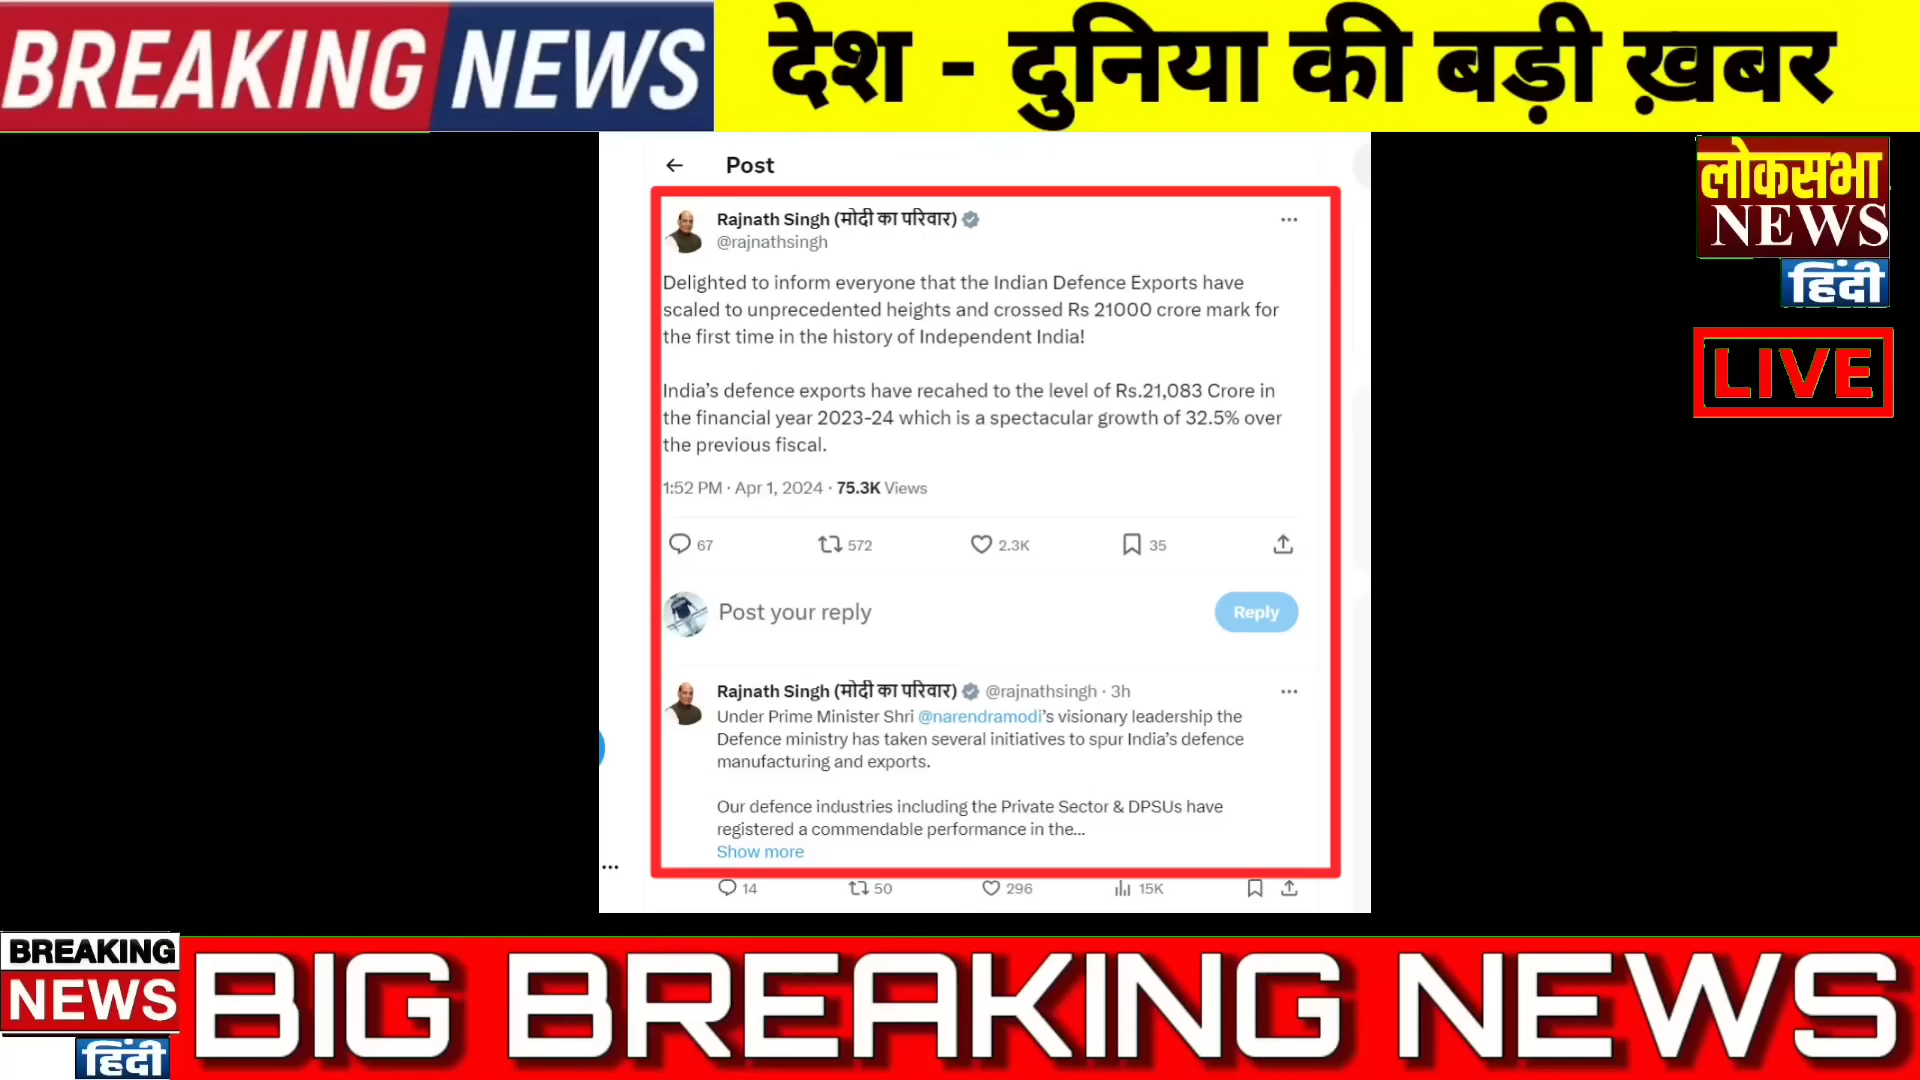 BREAKING NEWS
देश - दुनिया की बड़ी ख़बर
लोकसभा
NEWS
हिंदी
LIVE
Post
Rajnath Singh (मोदी का परिवार)
@rajnathsingh
Delighted to inform everyone that the Indian Defence Exports have
scaled to unprecedented heights and crossed Rs 21000 crore mark for
the first time in the history of Independent India!
India's defence exports have recahed to the level of Rs.21,083 Crore in
the financial year 2023-24 which is a spectacular growth of 32.5% over
the previous fiscal.
1:52 PM · Apr 1, 2024 · 75.3K Views
67 572 2.3K 35
Post your reply
Reply
Rajnath Singh (मोदी का परिवार) @rajnathsingh · 3h
Under Prime Minister Shri @narendramodi's visionary leadership the
Defence ministry has taken several initiatives to spur India's defence
manufacturing and exports.
Our defence industries including the Private Sector & DPSUs have
registered a commendable performance in the...
Show more
14 50 296 15K
BREAKING
NEWS
हिंदी
BIG BREAKING NEWS